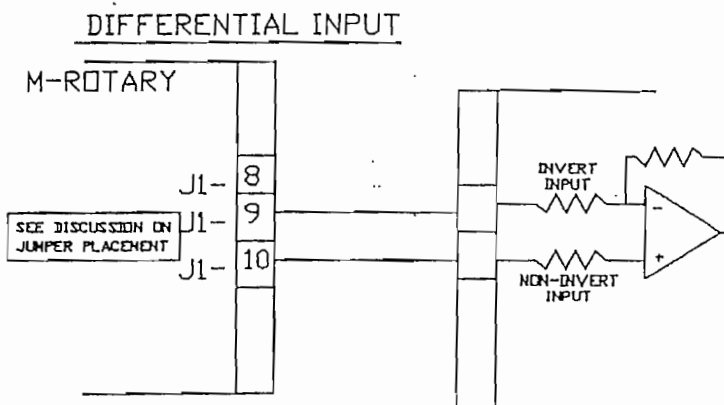 DIFFERENTIAL INPUT
M-ROTARY
J1- 8
J1- 9
J1- 10
SEE DISCUSSION ON
JUMPER PLACEMENT
INVERT
INPUT
-
+
NON-INVERT
INPUT